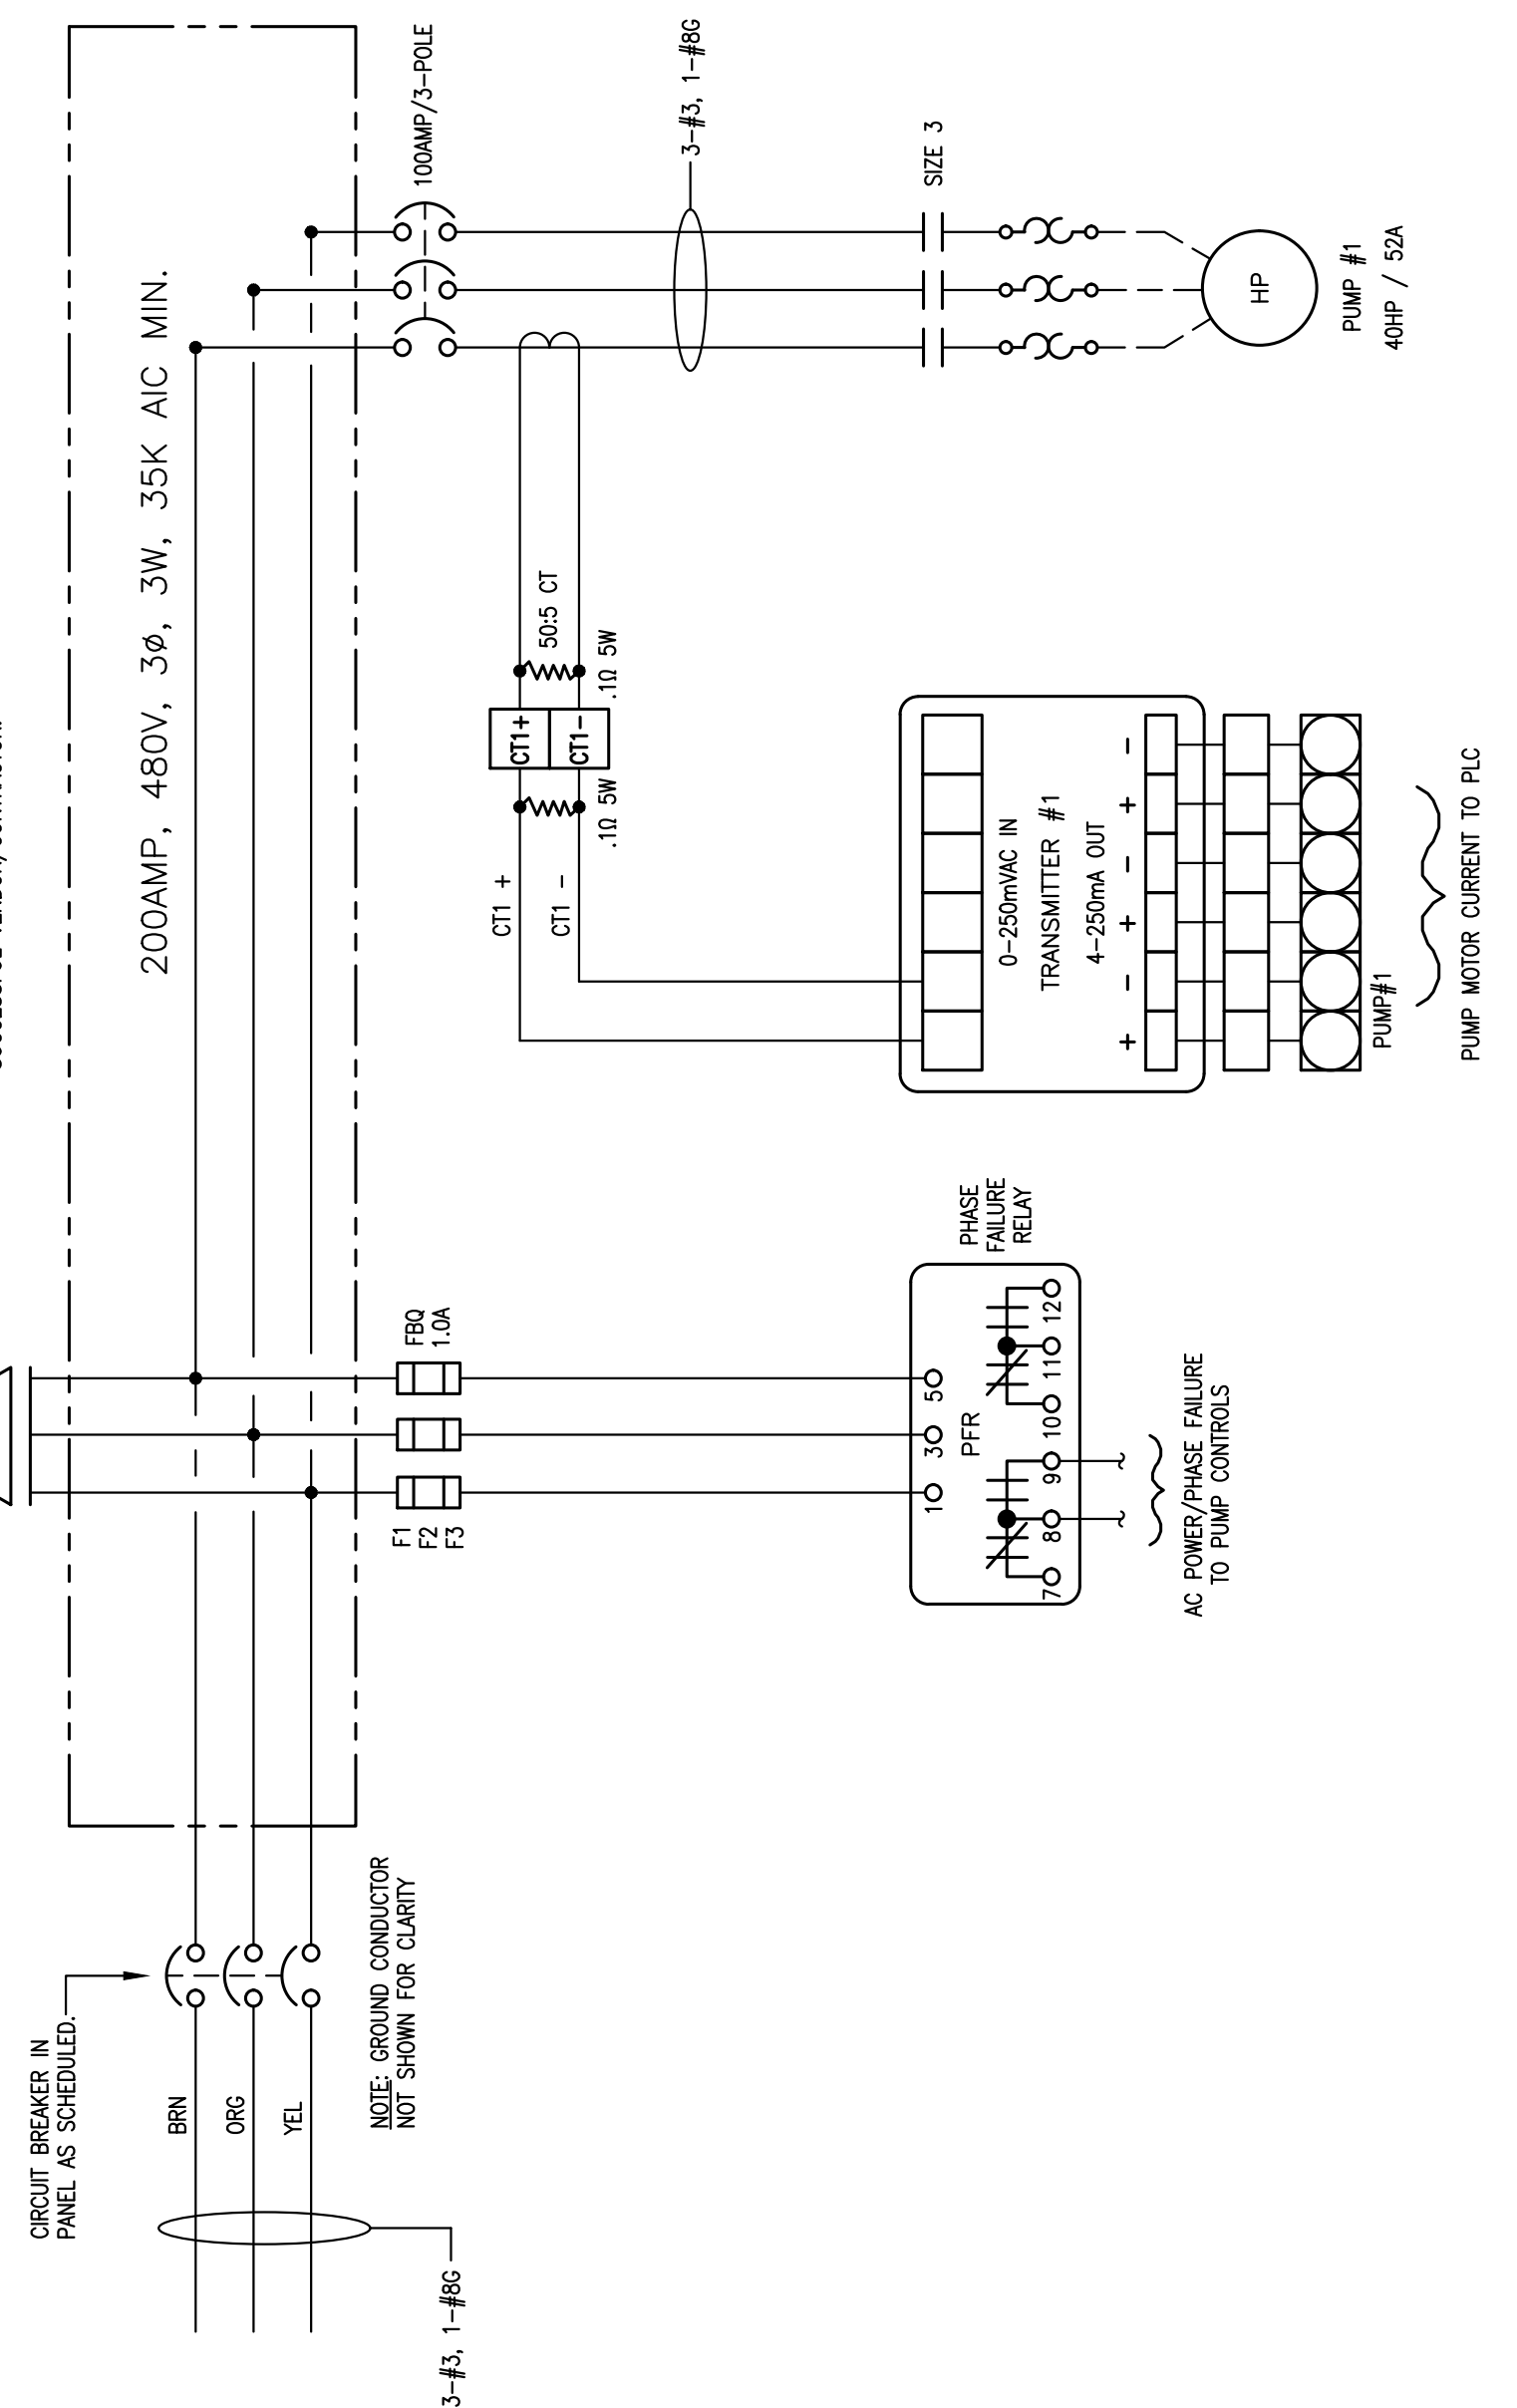 CIRCUIT BREAKER IN
PANEL AS SCHEDULED.
BRN
ORG
YEL
3-#3, 1-#8G
NOTE: GROUND CONDUCTOR
NOT SHOWN FOR CLARITY
200AMP, 480V, 3Ø, 3W, 35K AIC MIN.
F1
F2
F3
FBQ
1.0A
100AMP/3-POLE
3-#3, 1-#8G
50:5 CT
.1Ω 5W
CT1+
CT1-
.1Ω 5W
CT1 +
CT1 -
SIZE 3
1
3
5
PFR
PHASE
FAILURE
RELAY
7
8
9
10
11
12
AC POWER/PHASE FAILURE
TO PUMP CONTROLS
0-250mVAC IN
TRANSMITTER #1
4-250mA OUT
+ - + - + -
PUMP#1
PUMP MOTOR CURRENT TO PLC
HP
PUMP #1
40HP / 52A